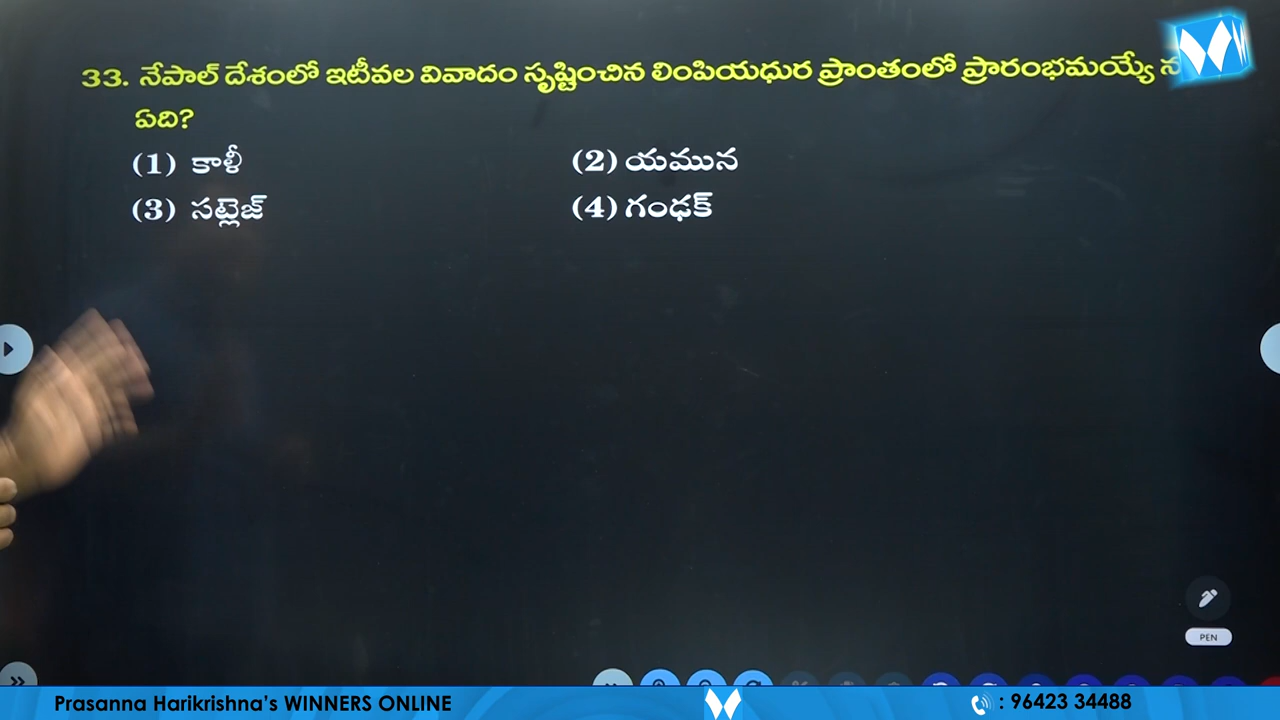 33. నేపాల్ దేశంలో ఇటీవల వివాదం సృష్టించిన లింపియధుర ప్రాంతంలో ప్రారంభమయ్యే
ఏది?
(1) కాళీ
(2) యమున
(3) సట్లెజ్
(4) గంఢక్
PEN
Prasanna Harikrishna's WINNERS ONLINE
: 96423 34488